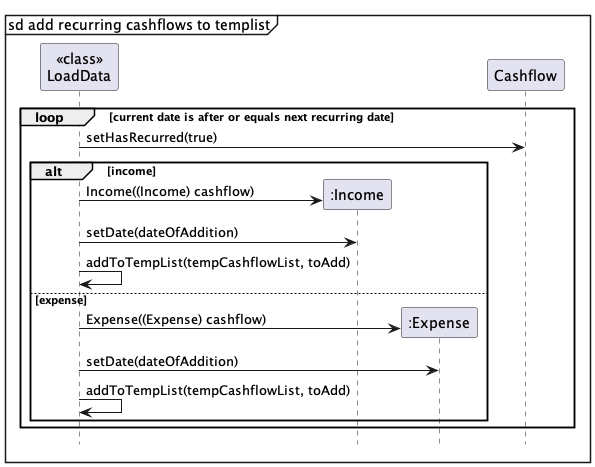 sd add recurring cashflows to templist
«class»
LoadData
Cashflow
loop [current date is after or equals next recurring date]
setHasRecurred(true)
alt [income]
Income((Income) cashflow)
:Income
setDate(dateOfAddition)
addToTempList(tempCashflowList, toAdd)
[expense]
Expense((Expense) cashflow)
:Expense
setDate(dateOfAddition)
addToTempList(tempCashflowList, toAdd)